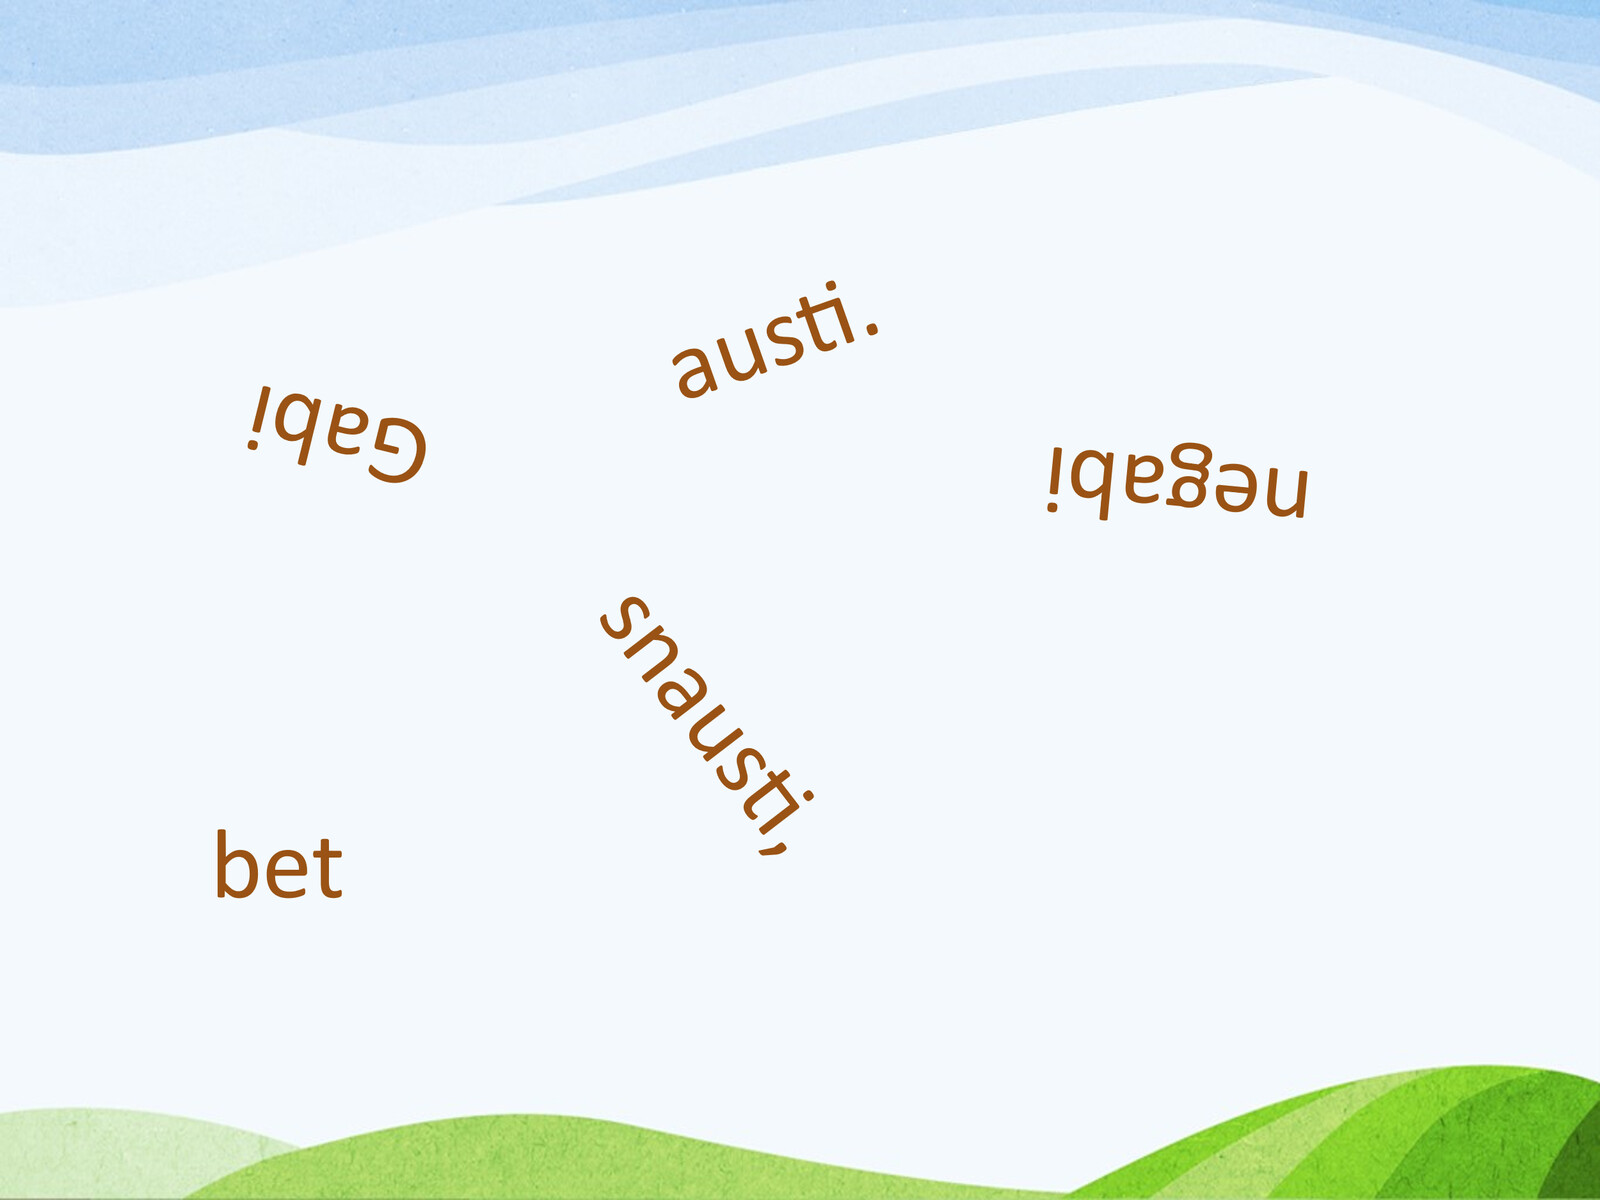 austi.
Gabi
negabi
snausti,
bet